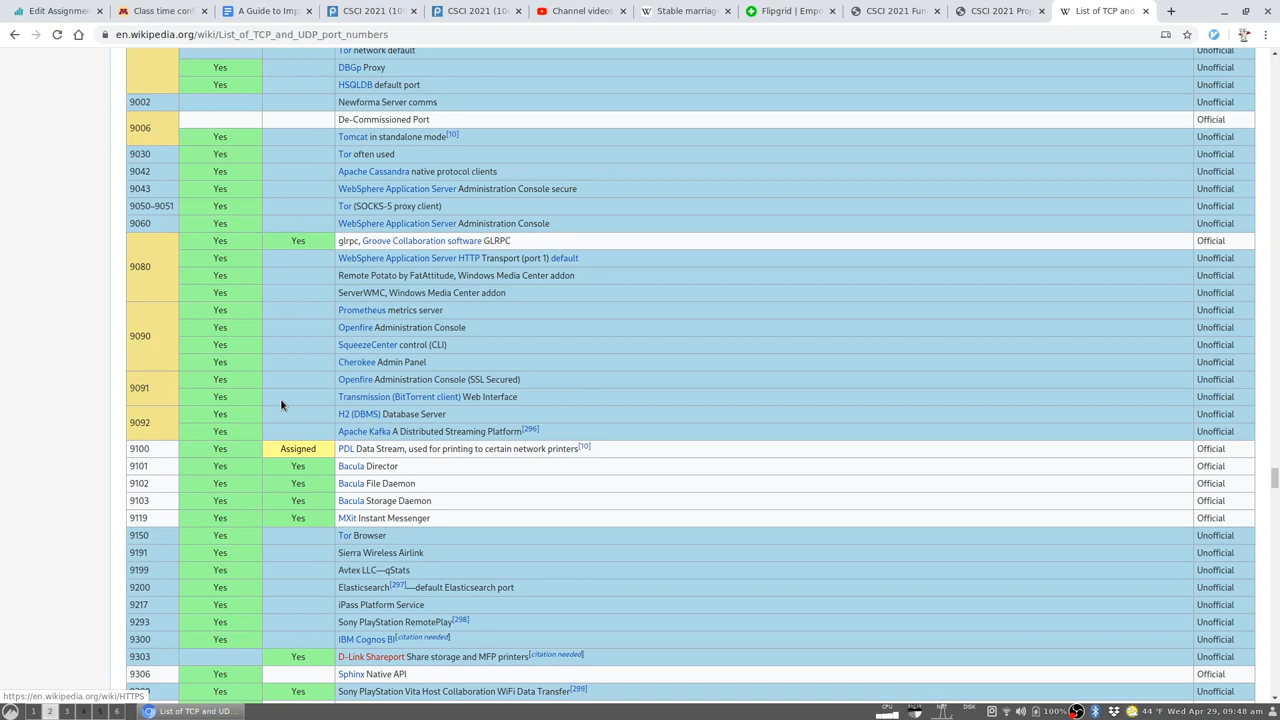 Edit Assignme
Class time conf
A Guide to Imp
CSCI 2021 (10
CSCI 2021 (10
Channel videos
Stable marriag
Flipgrid | Empo
CSCI 2021 Fun
CSCI 2021 Proj
List of TCP and
en.wikipedia.org/wiki/List_of_TCP_and_UDP_port_numbers
Tor network default Unofficial
Yes DBGp Proxy Unofficial
Yes HSQLDB default port Unofficial
9002 Newforma Server comms Unofficial
9006 De-Commissioned Port Official
Yes Tomcat in standalone mode[10] Unofficial
9030 Yes Tor often used Unofficial
9042 Yes Apache Cassandra native protocol clients Unofficial
9043 Yes WebSphere Application Server Administration Console secure Unofficial
9050–9051 Yes Tor (SOCKS-5 proxy client) Unofficial
9060 Yes WebSphere Application Server Administration Console Unofficial
9080 Yes Yes glrpc, Groove Collaboration software GLRPC Official
Yes WebSphere Application Server HTTP Transport (port 1) default Unofficial
Yes Remote Potato by FatAttitude, Windows Media Center addon Unofficial
Yes ServerWMC, Windows Media Center addon Unofficial
9090 Yes Prometheus metrics server Unofficial
Yes Openfire Administration Console Unofficial
Yes SqueezeCenter control (CLI) Unofficial
Yes Cherokee Admin Panel Unofficial
9091 Yes Openfire Administration Console (SSL Secured) Unofficial
Yes Transmission (BitTorrent client) Web Interface Unofficial
9092 Yes H2 (DBMS) Database Server Unofficial
Yes Apache Kafka A Distributed Streaming Platform[296] Unofficial
9100 Yes Assigned PDL Data Stream, used for printing to certain network printers[10] Official
9101 Yes Yes Bacula Director Official
9102 Yes Yes Bacula File Daemon Official
9103 Yes Yes Bacula Storage Daemon Official
9119 Yes Yes MXit Instant Messenger Official
9150 Yes Tor Browser Unofficial
9191 Yes Sierra Wireless Airlink Unofficial
9199 Yes Avtex LLC—qStats Unofficial
9200 Yes Elasticsearch[297]—default Elasticsearch port Unofficial
9217 Yes iPass Platform Service Unofficial
9293 Yes Sony PlayStation RemotePlay[298] Unofficial
9300 Yes IBM Cognos BI[citation needed] Unofficial
9303 Yes D-Link Shareport Share storage and MFP printers[citation needed] Unofficial
9306 Yes Sphinx Native API Official
Yes Yes Sony PlayStation Vita Host Collaboration WiFi Data Transfer[299] Unofficial
https://en.wikipedia.org/wiki/HTTPS
1 2 3 4 5 6 List of TCP and UD... CPU MEM NET DISK 100% 44 °F Wed Apr 29, 09:48 am